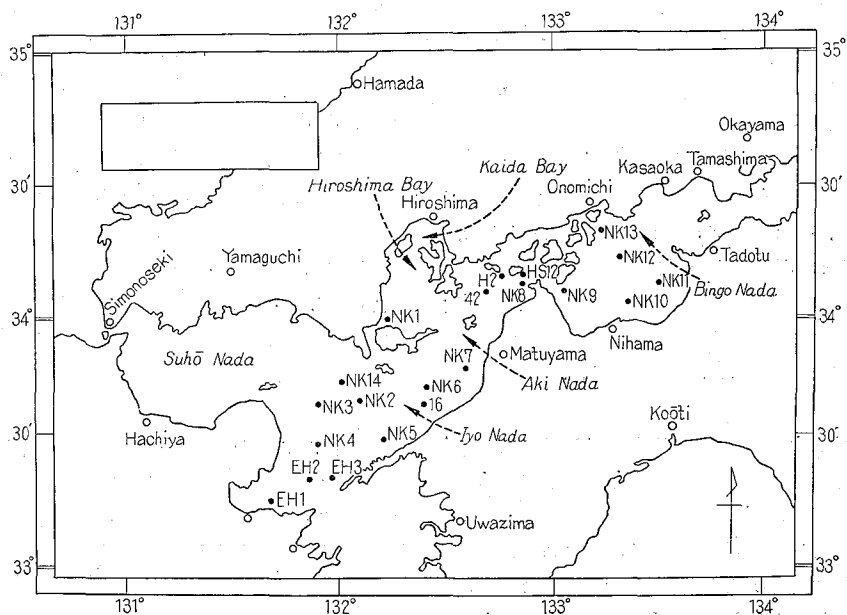 131° 132° 133° 134°
35° 35°
Hamada
Okayama
Tamashima
Kasaoka
Kaida Bay
Onomichi
30′ 30′
Hiroshima Bay
Hiroshima
NK13
Tadotu
Yamaguchi
NK12
H2 HS12
NK11
Simonoseki
42 NK8 NK9
Bingo Nada
NK10
34° 34°
NK1
Nihama
Suhō Nada
Matuyama
NK7
Aki Nada
NK14 NK6
NK3 NK2 16
Hachiya
Koōti
30′ 30′
NK4 NK5
Iyo Nada
EH2 EH3
EH1
Uwazima
33° 33°
131° 132° 133° 134°